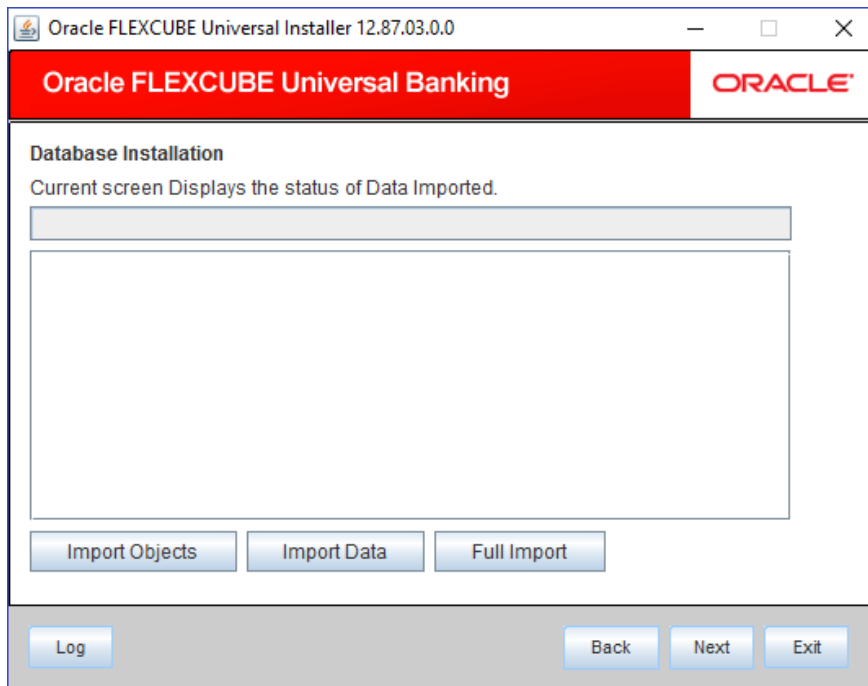 Oracle FLEXCUBE Universal Installer 12.87.03.0.0
Oracle FLEXCUBE Universal Banking
ORACLE
Database Installation
Current screen Displays the status of Data Imported.
Import Objects Import Data Full Import
Log Back Next Exit